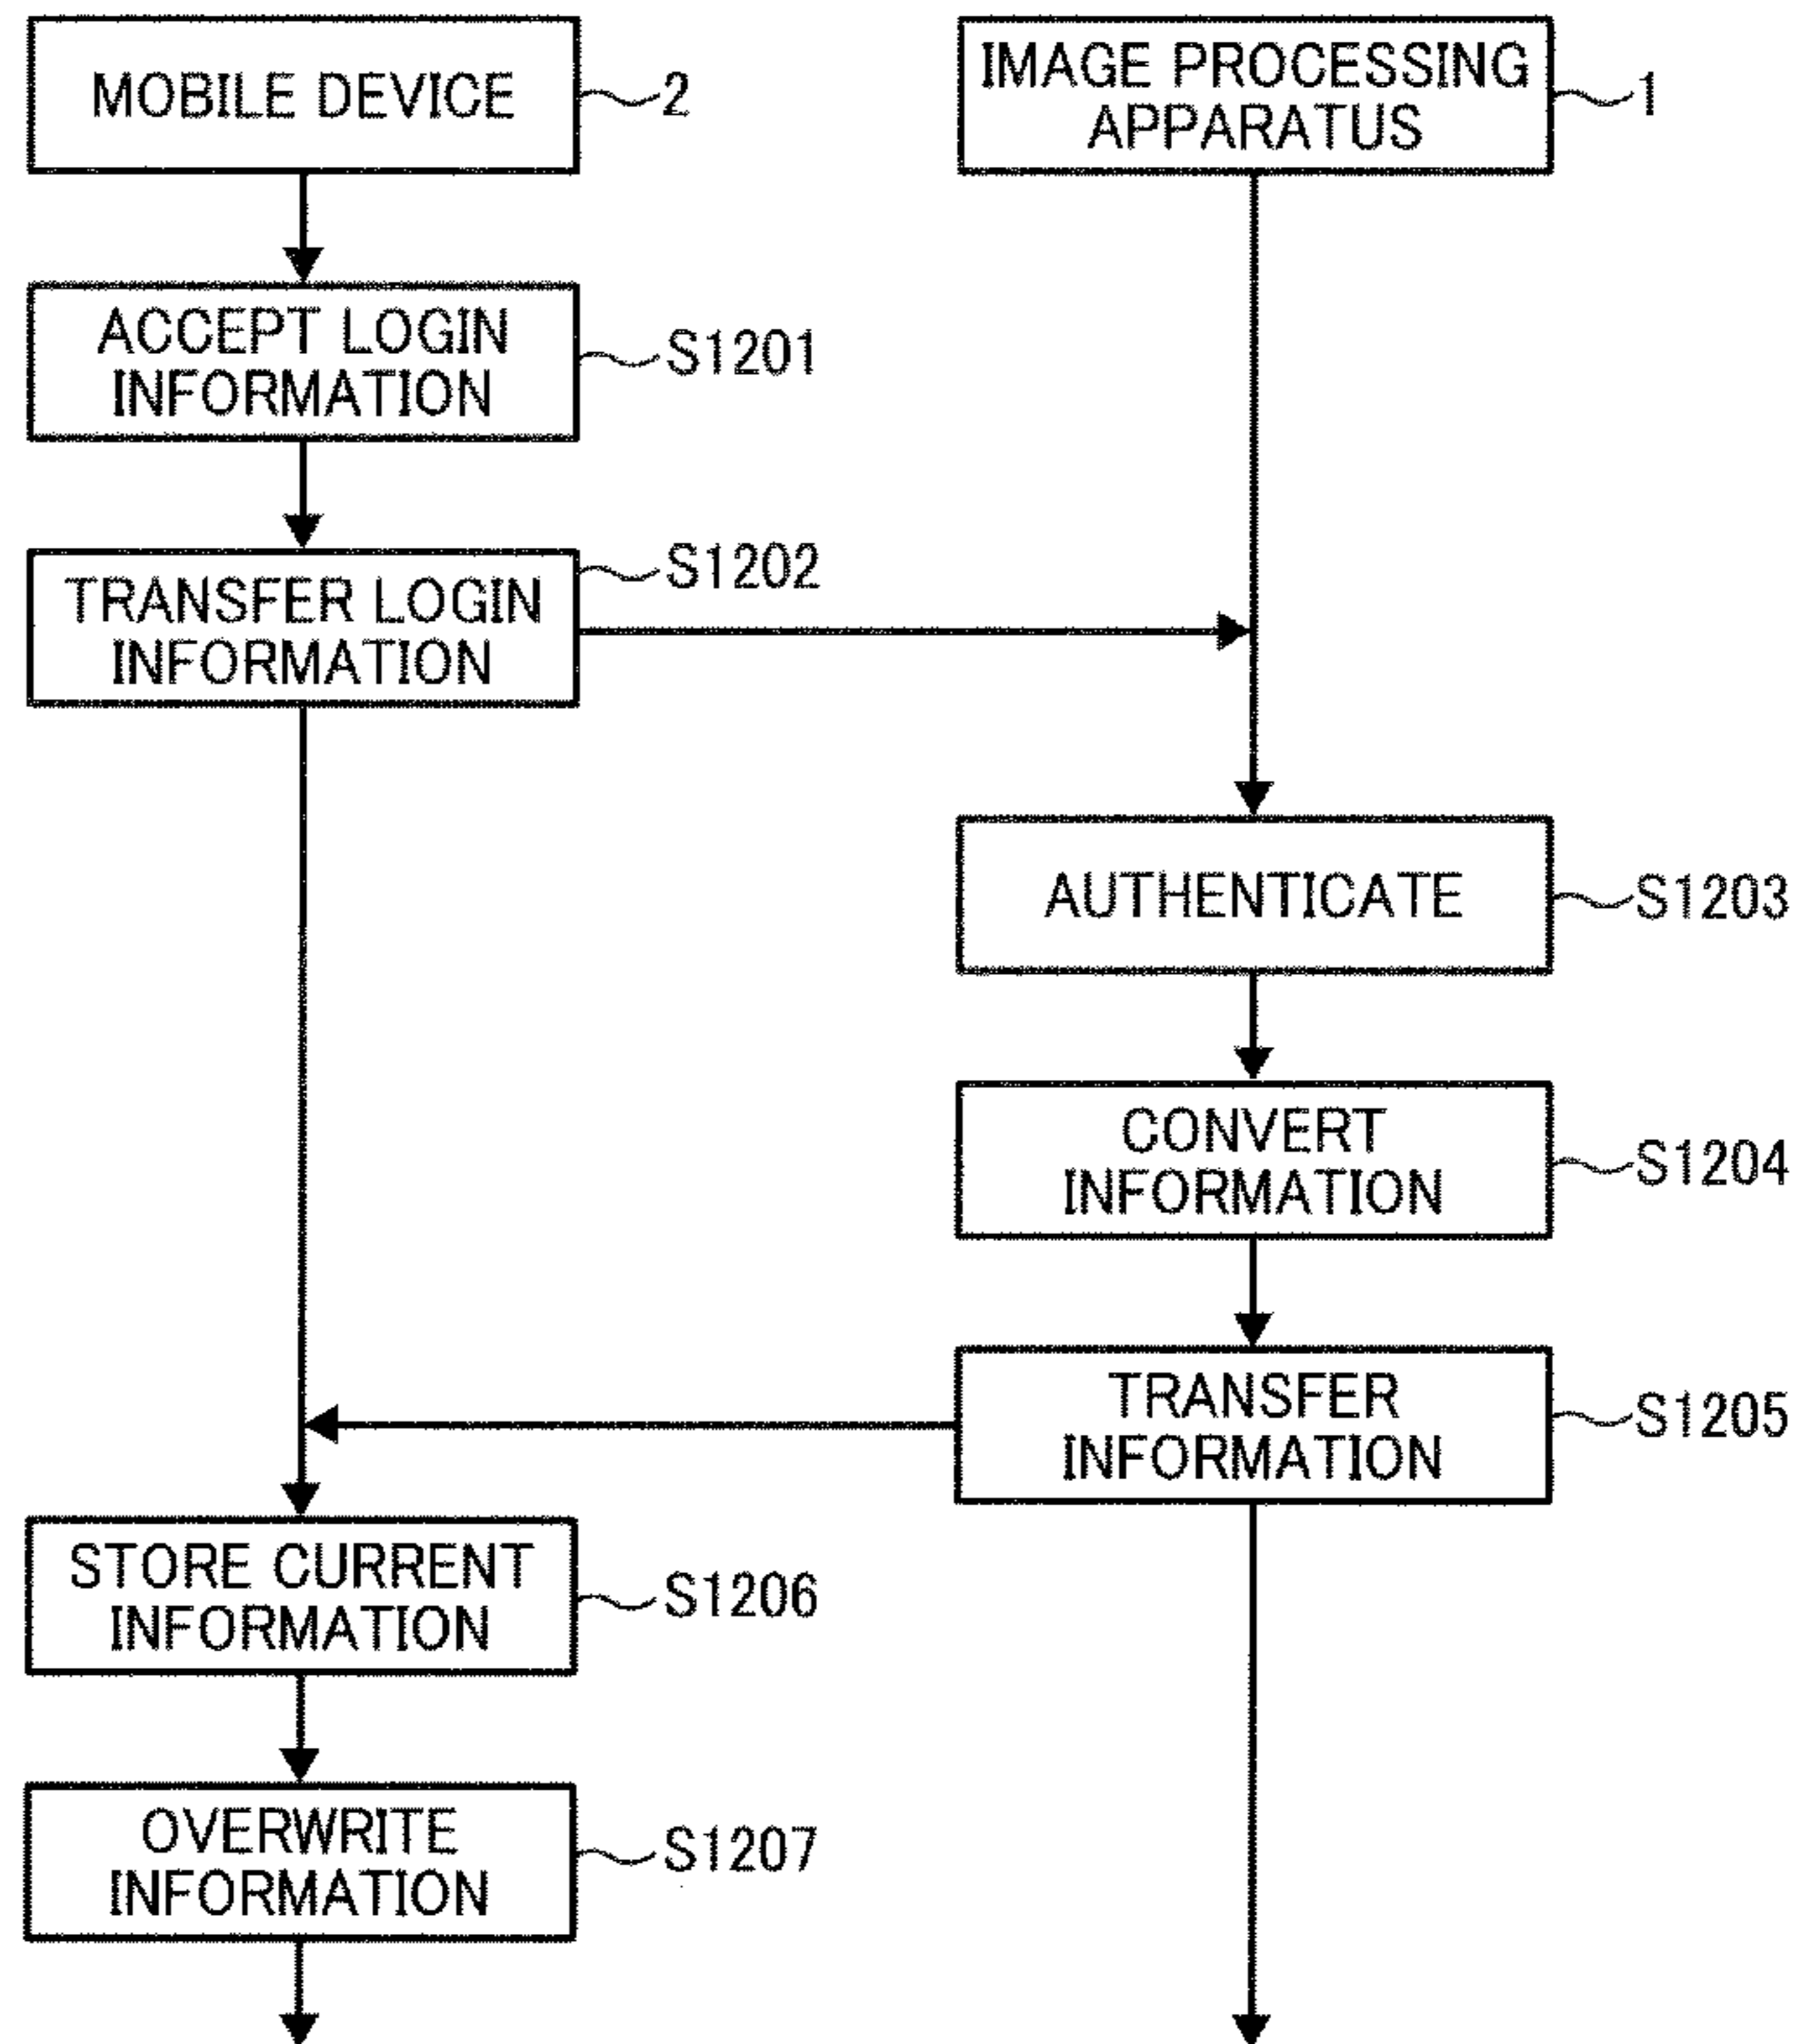 MOBILE DEVICE
2
IMAGE PROCESSING
APPARATUS
1
ACCEPT LOGIN
INFORMATION
S1201
TRANSFER LOGIN
INFORMATION
S1202
AUTHENTICATE
S1203
CONVERT
INFORMATION
S1204
TRANSFER
INFORMATION
S1205
STORE CURRENT
INFORMATION
S1206
OVERWRITE
INFORMATION
S1207